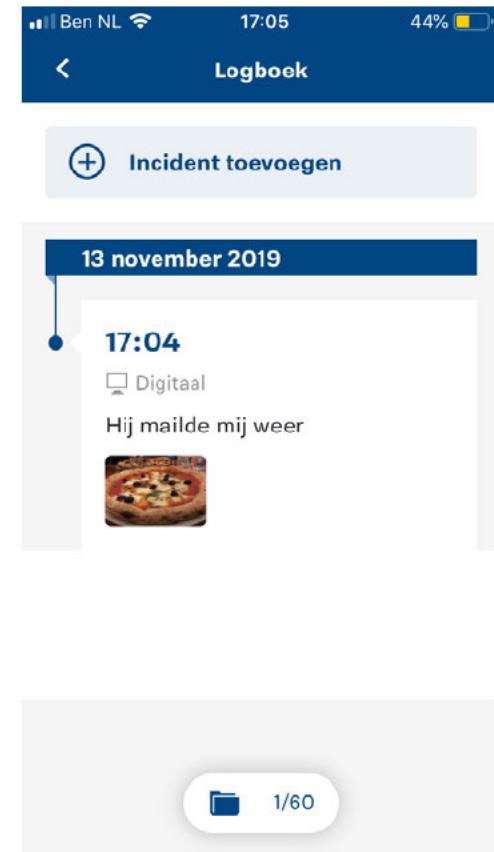 Ben NL 17:05 44%
Logboek
Incident toevoegen
13 november 2019
17:04
Digitaal
Hij mailde mij weer
1/60